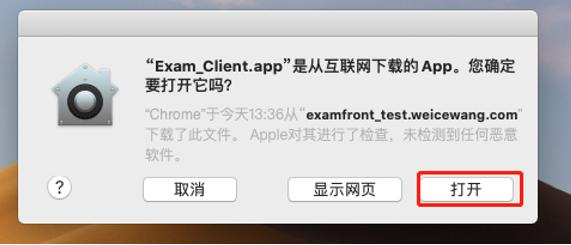 “Exam_Client.app”是从互联网下载的 App。您确定
要打开它吗？
“Chrome”于今天13:36从“examfront_test.weicewang.com”
下载了此文件。 Apple对其进行了检查，未检测到任何恶意
软件。
?
取消
显示网页
打开